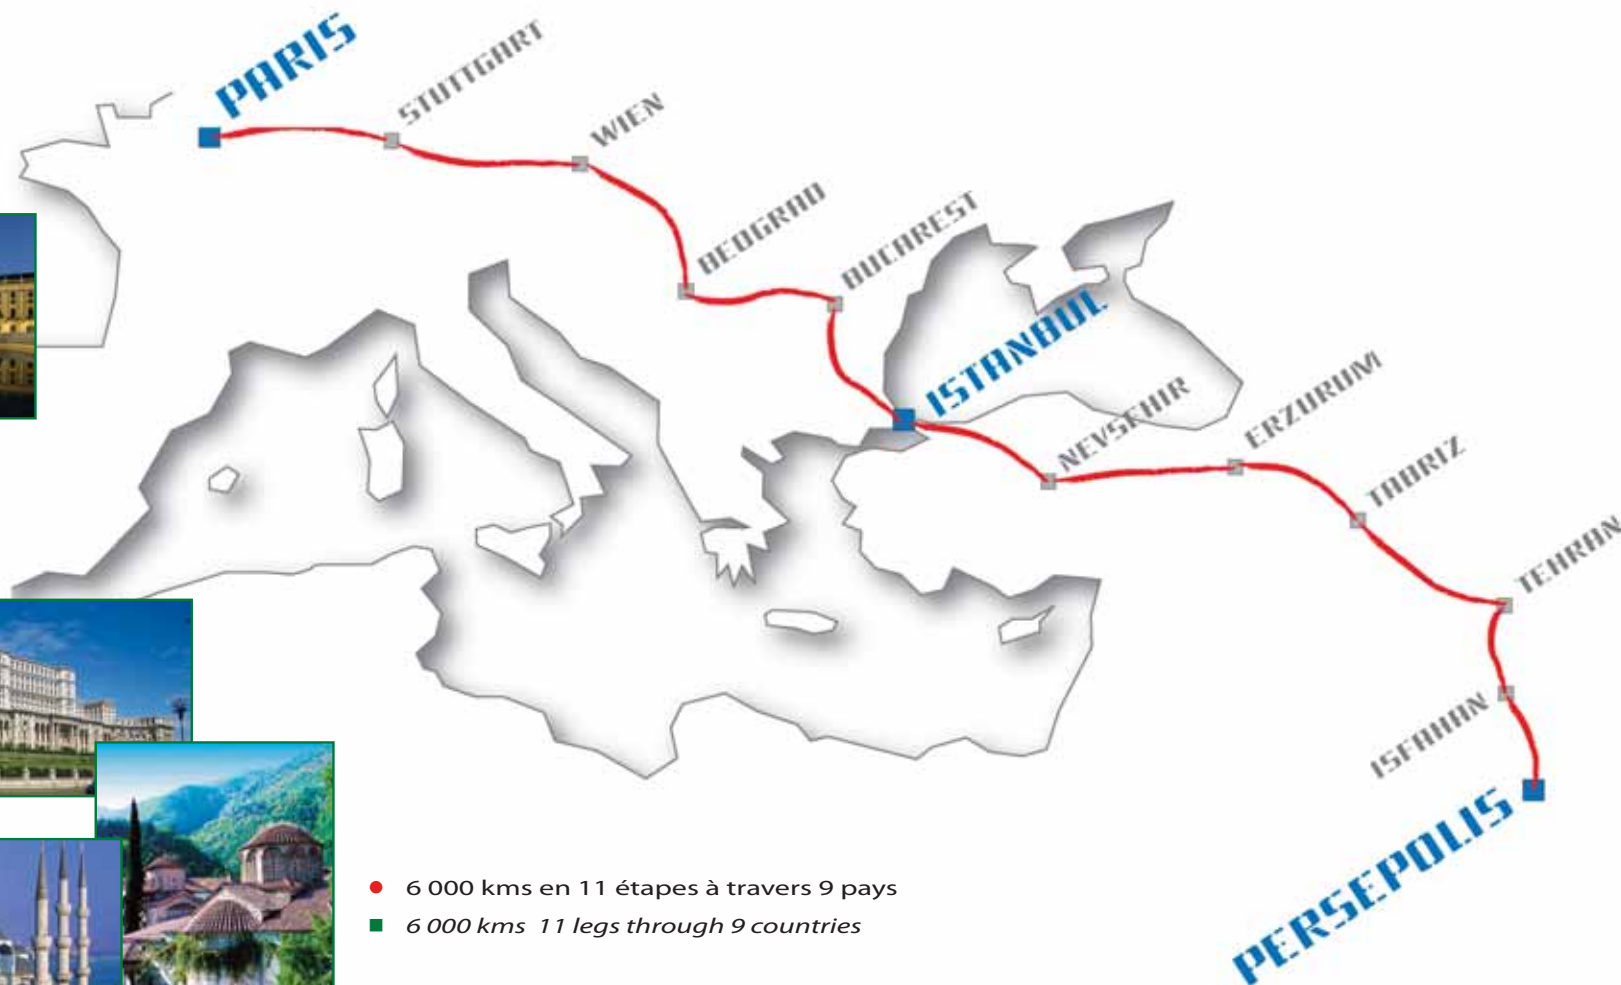 PARIS
STUTTGART
WIEN
BEOGRAD
BUCAREST
ISTANBUL
NEVSEHIR
ERZURUM
TABRIZ
TEHRAN
ISFAHAN
PERSEPOLIS
6 000 kms en 11 étapes à travers 9 pays
6 000 kms 11 legs through 9 countries